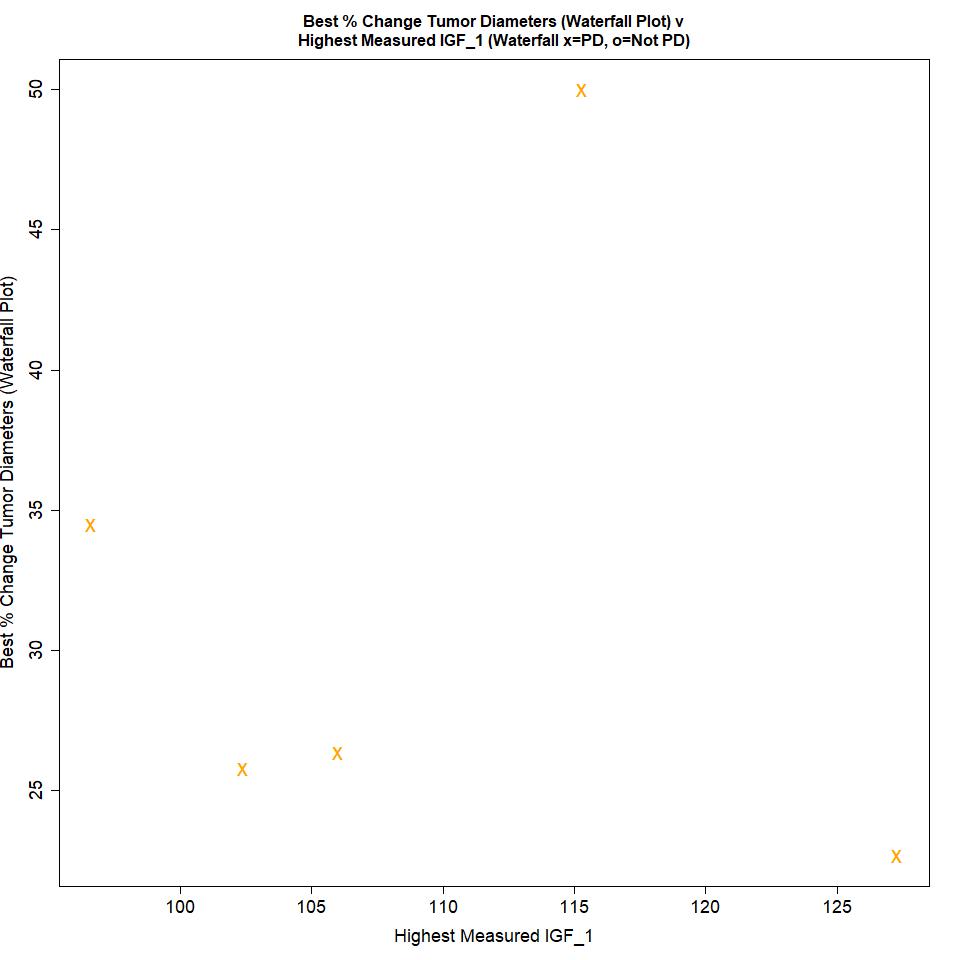 Best % Change Tumor Diameters (Waterfall Plot) v
Highest Measured IGF_1 (Waterfall x=PD, o=Not PD)
Best % Change Tumor Diameters (Waterfall Plot)
50
45
40
35
30
25
X
X
X
X
X
100
105
110
115
120
125
Highest Measured IGF_1